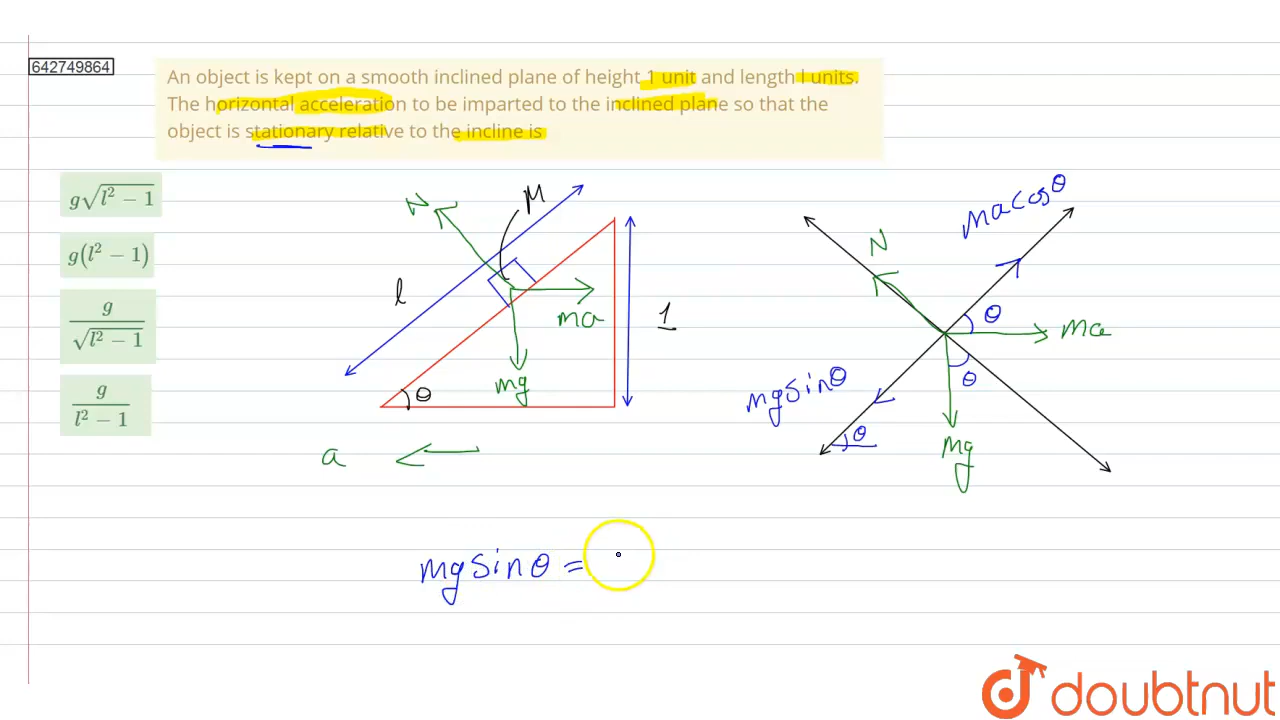 642749864
An object is kept on a smooth inclined plane of height 1 unit and length l units.
The horizontal acceleration to be imparted to the inclined plane so that the
object is stationary relative to the incline is
g√(l² − 1)
g(l² − 1)
g/√(l² − 1)
g/(l² − 1)
N
M
l
ma
1
mg
θ
a
macosθ
N
θ
ma
θ
mgsinθ
θ
mg
mgsinθ =
doubtnut